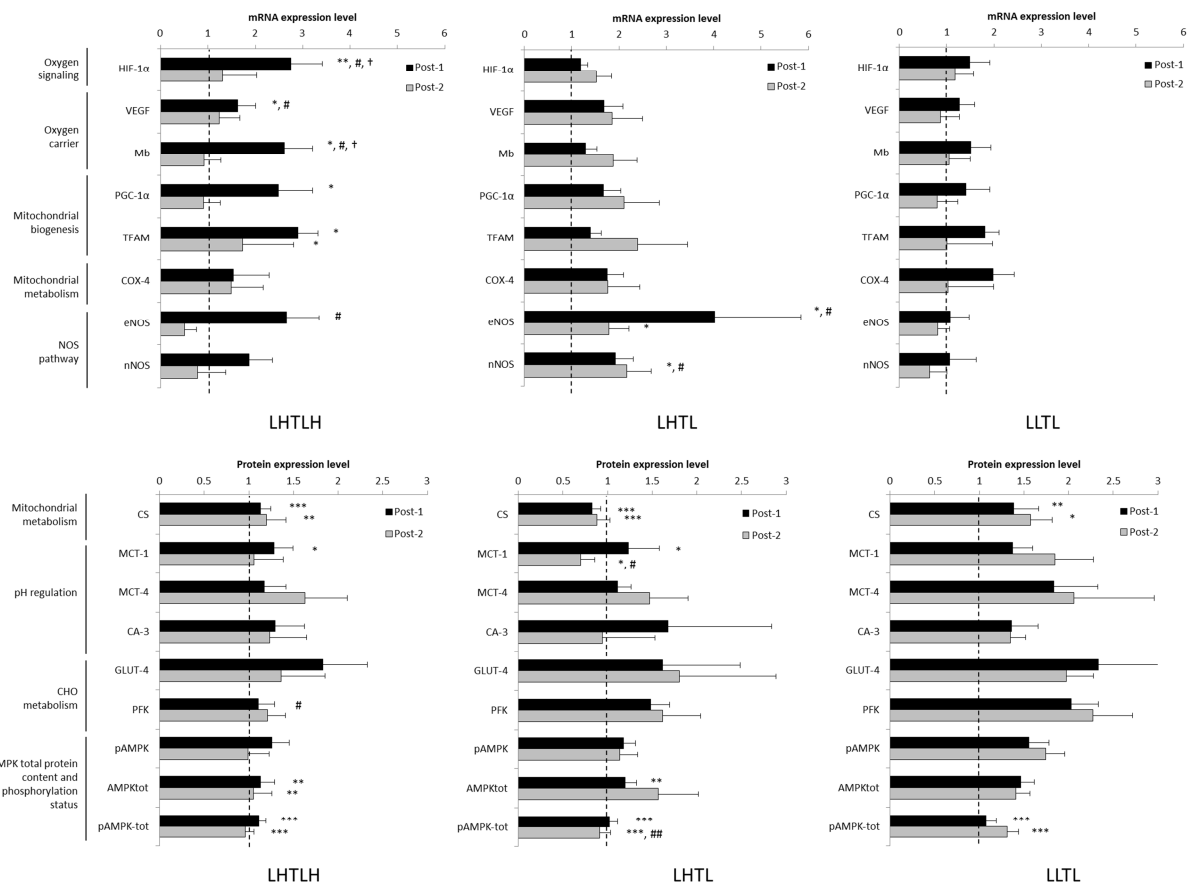 mRNA expression level
0 1 2 3 4 5 6
Oxygen
signaling
Oxygen
carrier
Mitochondrial
biogenesis
Mitochondrial
metabolism
NOS
pathway
HIF-1α
**, #, †
VEGF
*, #
Mb
*, #, †
PGC-1α
*
TFAM
*
*
COX-4
eNOS
#
nNOS
Post-1
Post-2
LHTLH
mRNA expression level
0 1 2 3 4 5 6
HIF-1α
VEGF
Mb
PGC-1α
TFAM
COX-4
eNOS
*, #
*
nNOS
*, #
Post-1
Post-2
LHTL
mRNA expression level
0 1 2 3 4 5 6
HIF-1α
VEGF
Mb
PGC-1α
TFAM
COX-4
eNOS
nNOS
Post-1
Post-2
LLTL
Protein expression level
0 0.5 1 1.5 2 2.5 3
Mitochondrial
metabolism
pH regulation
CHO
metabolism
MPK total protein
content and
phosphorylation
status
CS
***
**
MCT-1
*
MCT-4
CA-3
GLUT-4
PFK
#
pAMPK
AMPKtot
**
**
pAMPK-tot
***
***
Post-1
Post-2
LHTLH
Protein expression level
0 0.5 1 1.5 2 2.5 3
CS
***
***
MCT-1
*
*, #
MCT-4
CA-3
GLUT-4
PFK
pAMPK
AMPKtot
**
pAMPK-tot
***
***, ##
Post-1
Post-2
LHTL
Protein expression level
0 0.5 1 1.5 2 2.5 3
CS
**
*
MCT-1
MCT-4
CA-3
GLUT-4
PFK
pAMPK
AMPKtot
pAMPK-tot
***
***
Post-1
Post-2
LLTL